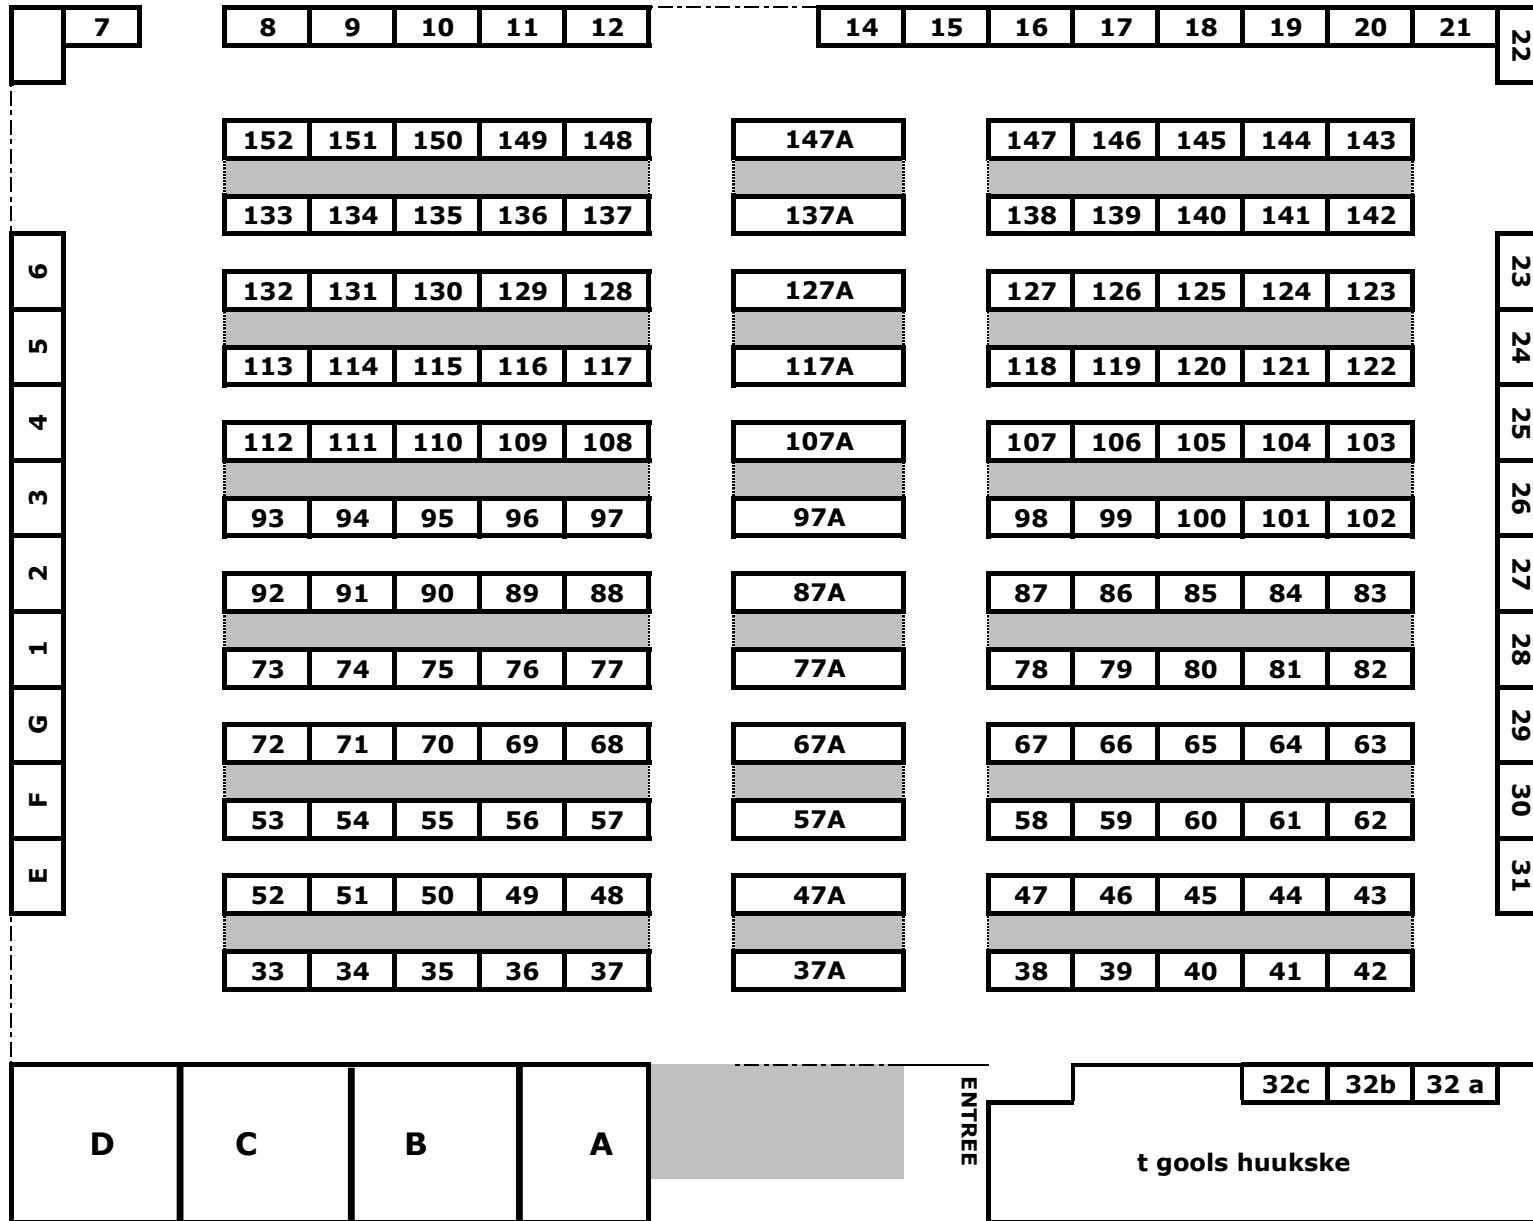 7 8 9 10 11 12 14 15 16 17 18 19 20 21 22
152 151 150 149 148 147A 147 146 145 144 143
133 134 135 136 137 137A 138 139 140 141 142
6 132 131 130 129 128 127A 127 126 125 124 123 23
5 113 114 115 116 117 117A 118 119 120 121 122 24
4 112 111 110 109 108 107A 107 106 105 104 103 25
3 93 94 95 96 97 97A 98 99 100 101 102 26
2 92 91 90 89 88 87A 87 86 85 84 83 27
1 73 74 75 76 77 77A 78 79 80 81 82 28
G 72 71 70 69 68 67A 67 66 65 64 63 29
F 53 54 55 56 57 57A 58 59 60 61 62 30
E 52 51 50 49 48 47A 47 46 45 44 43 31
33 34 35 36 37 37A 38 39 40 41 42
32c 32b 32 a
D C B A ENTREE t gools huukske